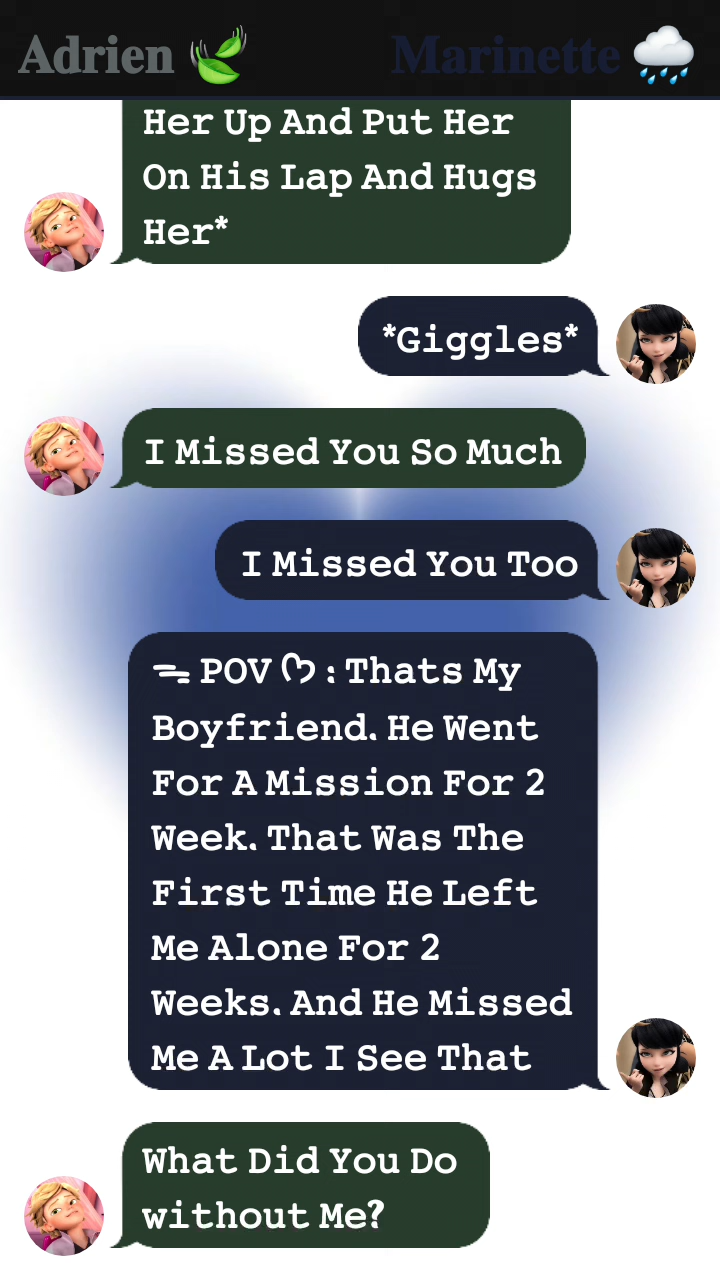 Adrien 🍃 Marinette 🌧️
Her Up And Put Her
On His Lap And Hugs
Her*
*Giggles*
I Missed You So Much
I Missed You Too
ᯓ POV ღ : Thats My
Boyfriend. He Went
For A Mission For 2
Week. That Was The
First Time He Left
Me Alone For 2
Weeks. And He Missed
Me A Lot I See That
What Did You Do
without Me?